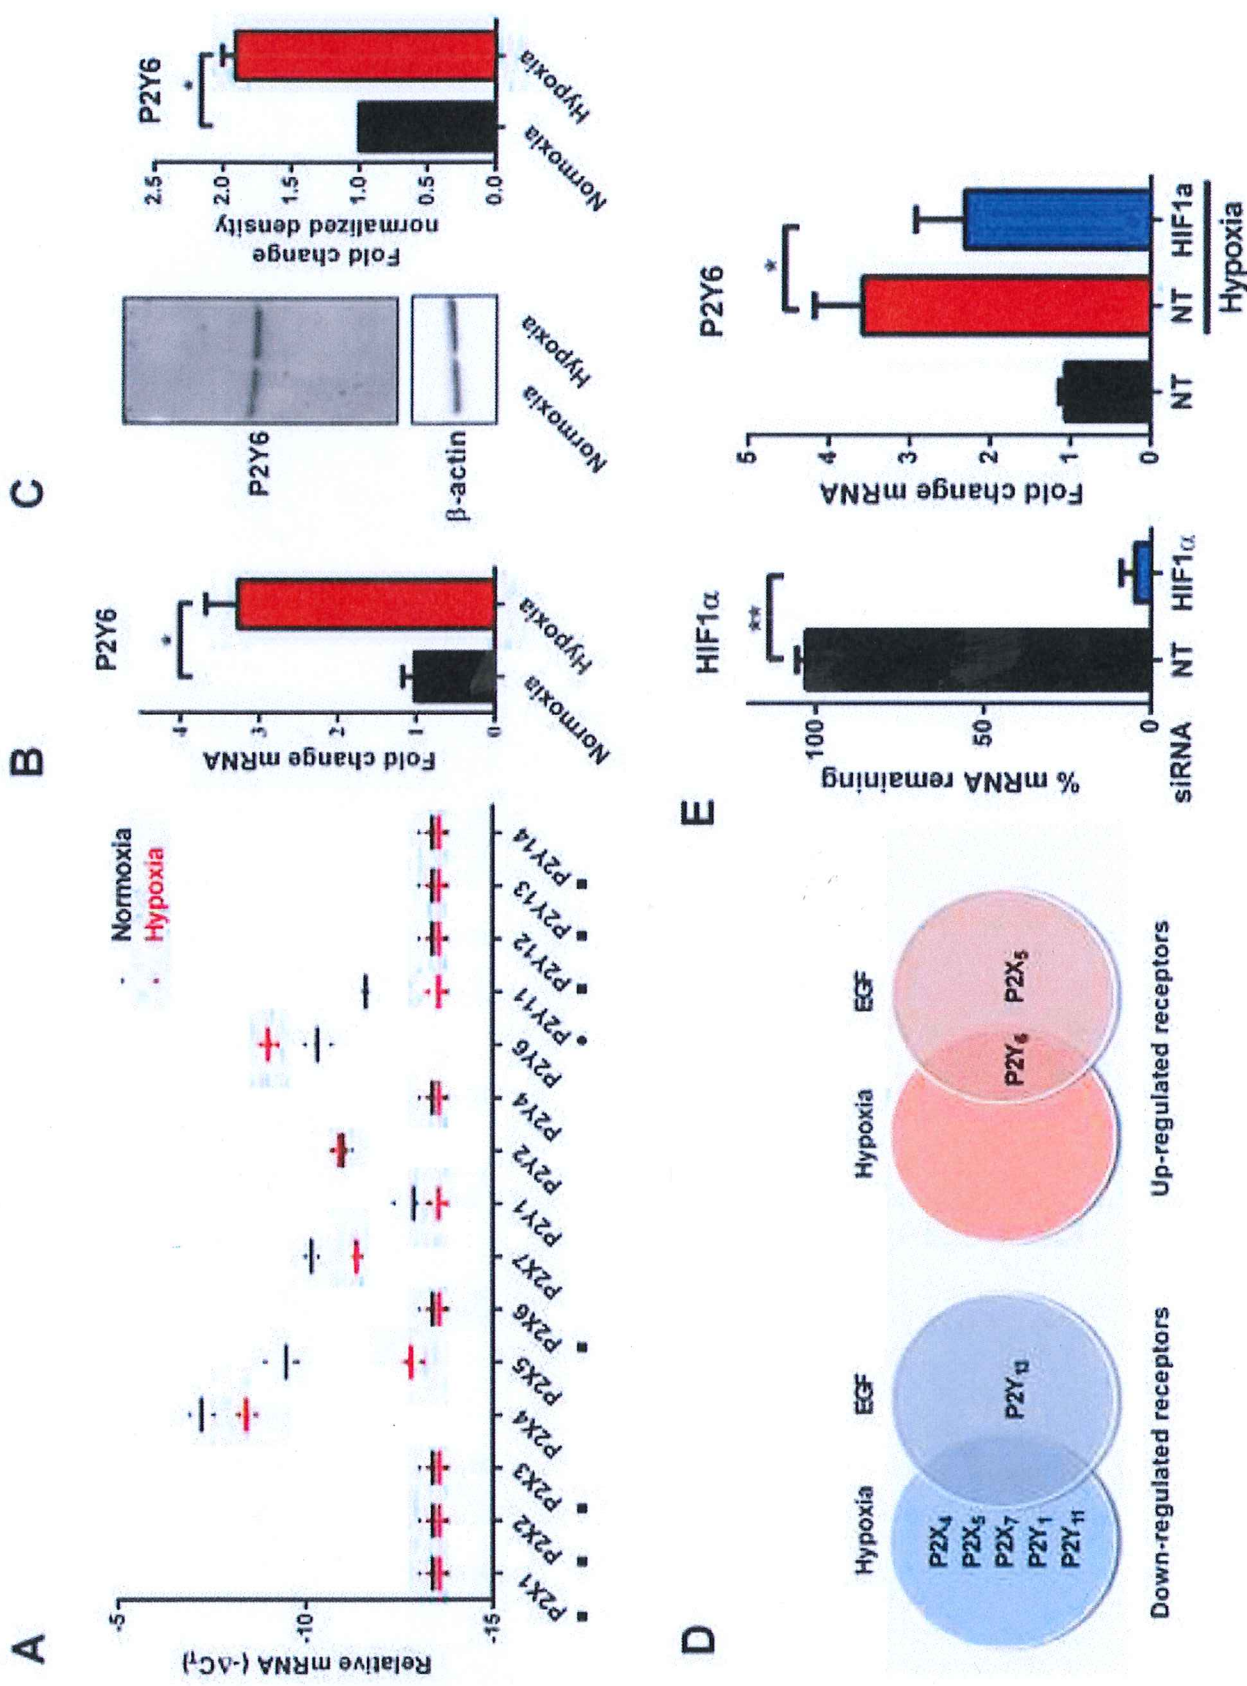 A
Relative mRNA (-ΔCT)
-5
-10
-15
Normoxia
Hypoxia
P2X1
P2X2
P2X3
P2X4
P2X5
P2X6
P2X7
P2Y1
P2Y2
P2Y4
P2Y6
P2Y11
P2Y12
P2Y13
P2Y14
B
P2Y6
*
Fold change mRNA
4
3
2
1
0
Normoxia
Hypoxia
C
P2Y6
β-actin
Normoxia
Hypoxia
P2Y6
*
Fold change
normalized density
2.5
2.0
1.5
1.0
0.5
0.0
Normoxia
Hypoxia
D
Hypoxia
EGF
P2X4
P2X5
P2X7
P2Y1
P2Y11
P2Y13
Down-regulated receptors
Hypoxia
EGF
P2Y6
P2X5
Up-regulated receptors
E
HIF1α
**
% mRNA remaining
100
50
0
siRNA
NT
HIF1α
P2Y6
*
Fold change mRNA
5
4
3
2
1
0
NT
NT
HIF1a
Hypoxia